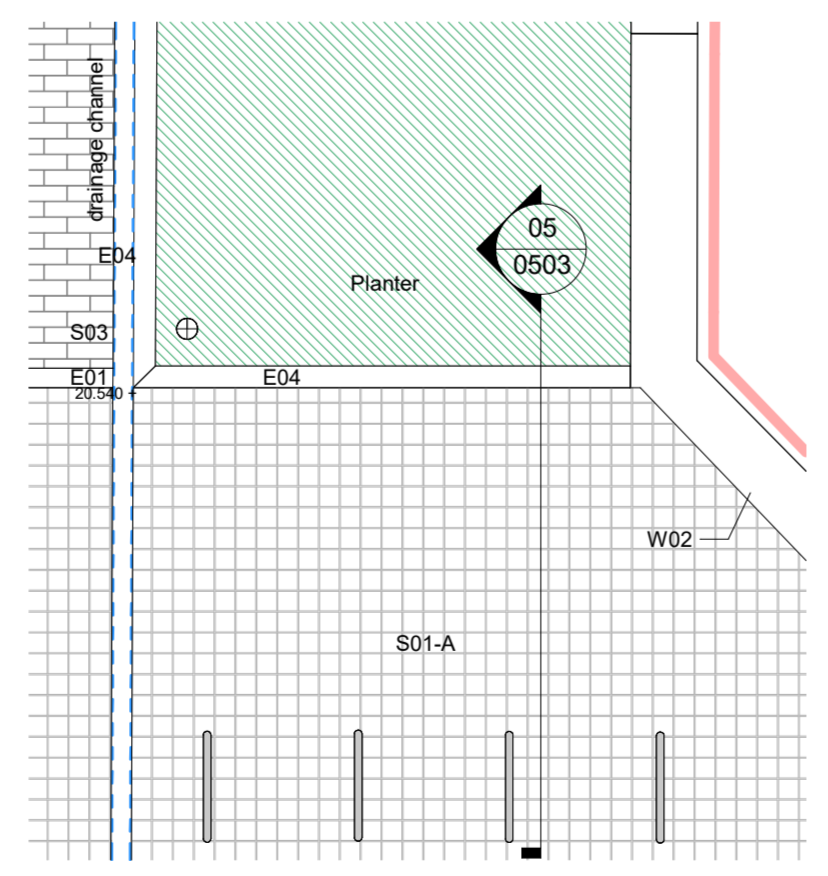 drainage channel
05
0503
E04
Planter
S03
E01
E04
20.540 +
W02
S01-A